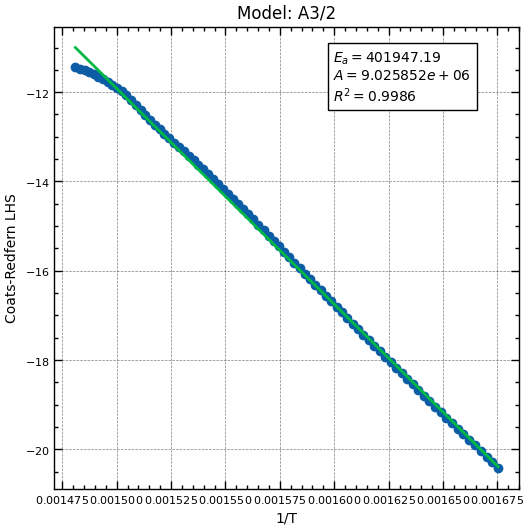 Model: A3/2
E_a = 401947.19
A = 9.025852e + 06
R^2 = 0.9986
Coats-Redfern LHS
−12
−14
−16
−18
−20
0.001475 0.001500 0.001525 0.001550 0.001575 0.001600 0.001625 0.001650 0.001675
1/T